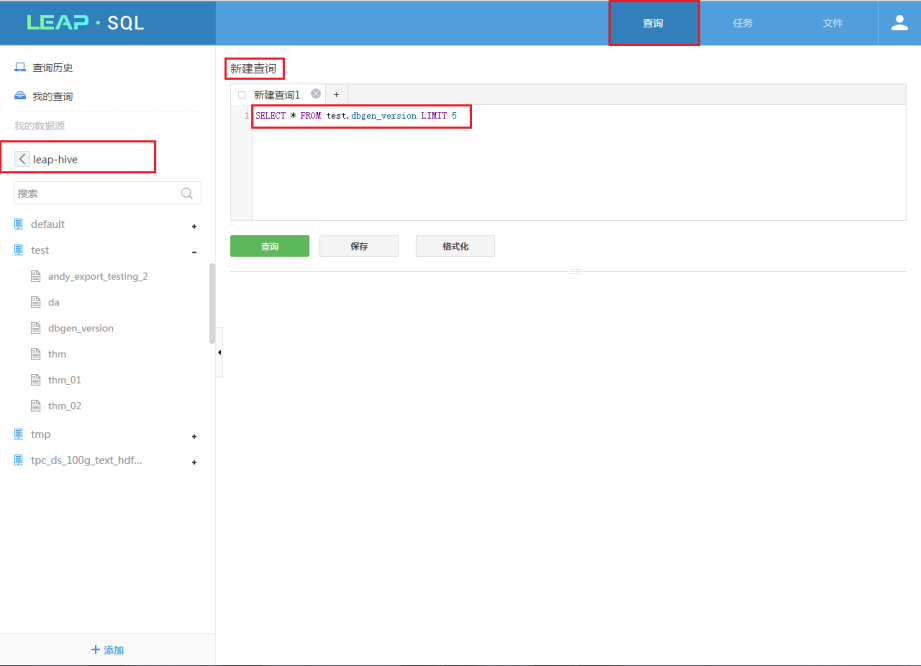 LEAP · SQL
查询
任务
文件
查询历史
我的查询
我的数据源
leap-hive
搜索
default
+
test
-
andy_export_testing_2
da
dbgen_version
thm
thm_01
thm_02
tmp
+
tpc_ds_100g_text_hdf...
+
+ 添加
新建查询
新建查询1
+
1 SELECT * FROM test.dbgen_version LIMIT 5
查询
保存
格式化